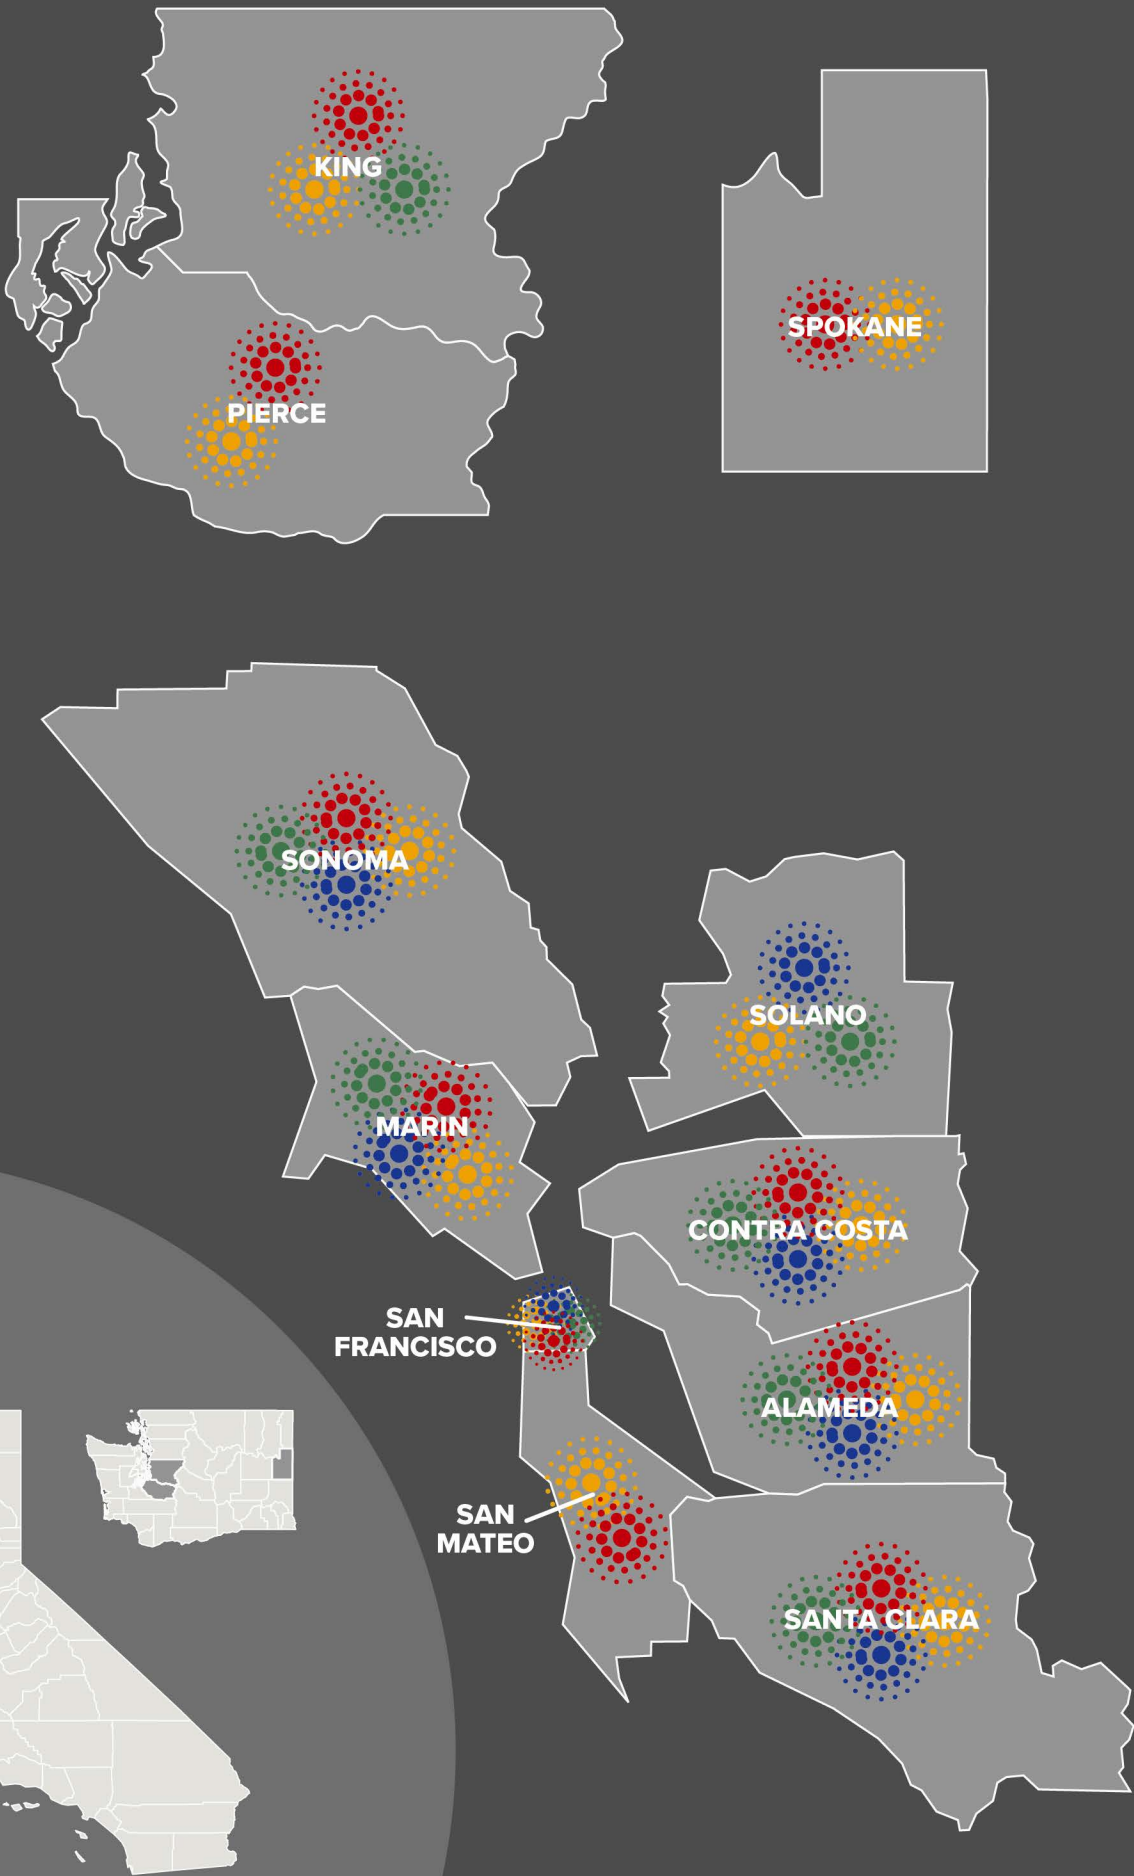 KING
SPOKANE
PIERCE
SONOMA
SOLANO
MARIN
CONTRA COSTA
SAN
FRANCISCO
ALAMEDA
SAN
MATEO
SANTA CLARA